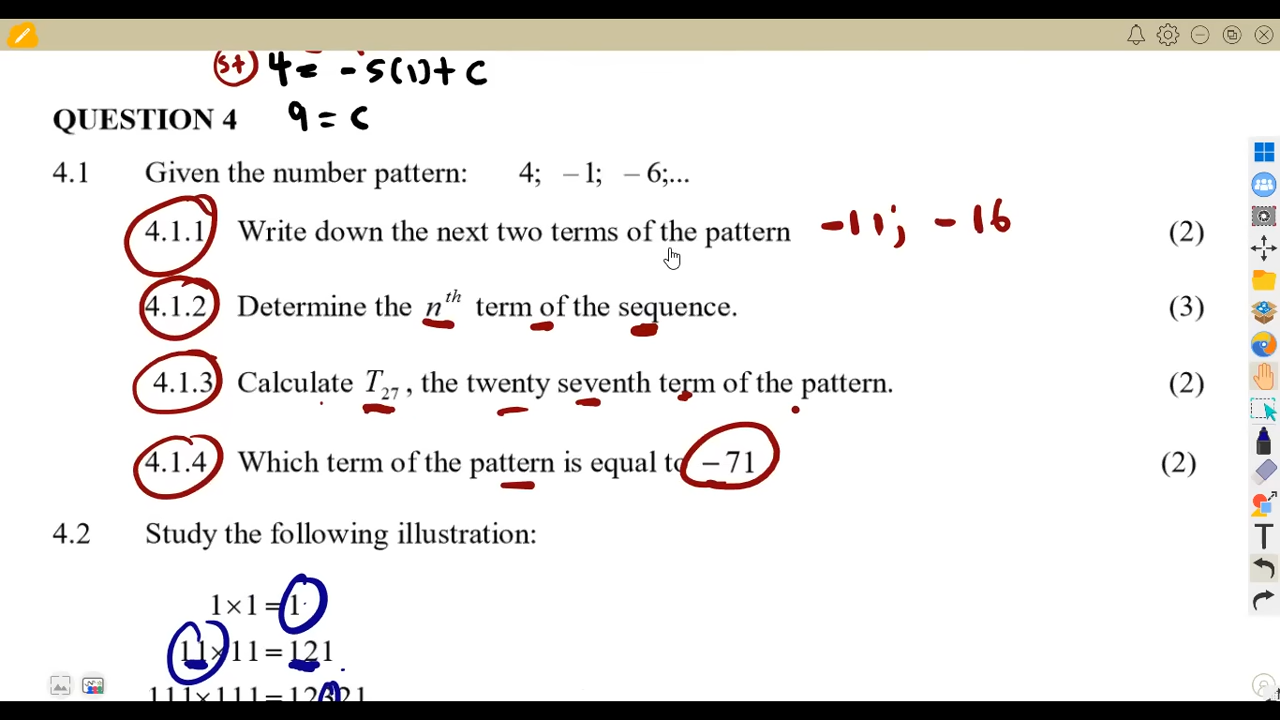 st 4 = -5(1) + c
QUESTION 4 9 = c
4.1 Given the number pattern: 4; – 1; – 6;...
4.1.1 Write down the next two terms of the pattern -11; -16 (2)
4.1.2 Determine the nth term of the sequence. (3)
4.1.3 Calculate T27 , the twenty seventh term of the pattern. (2)
4.1.4 Which term of the pattern is equal to – 71 (2)
4.2 Study the following illustration:
1×1 = 1
11×11 = 121
111×111 = 12321
T